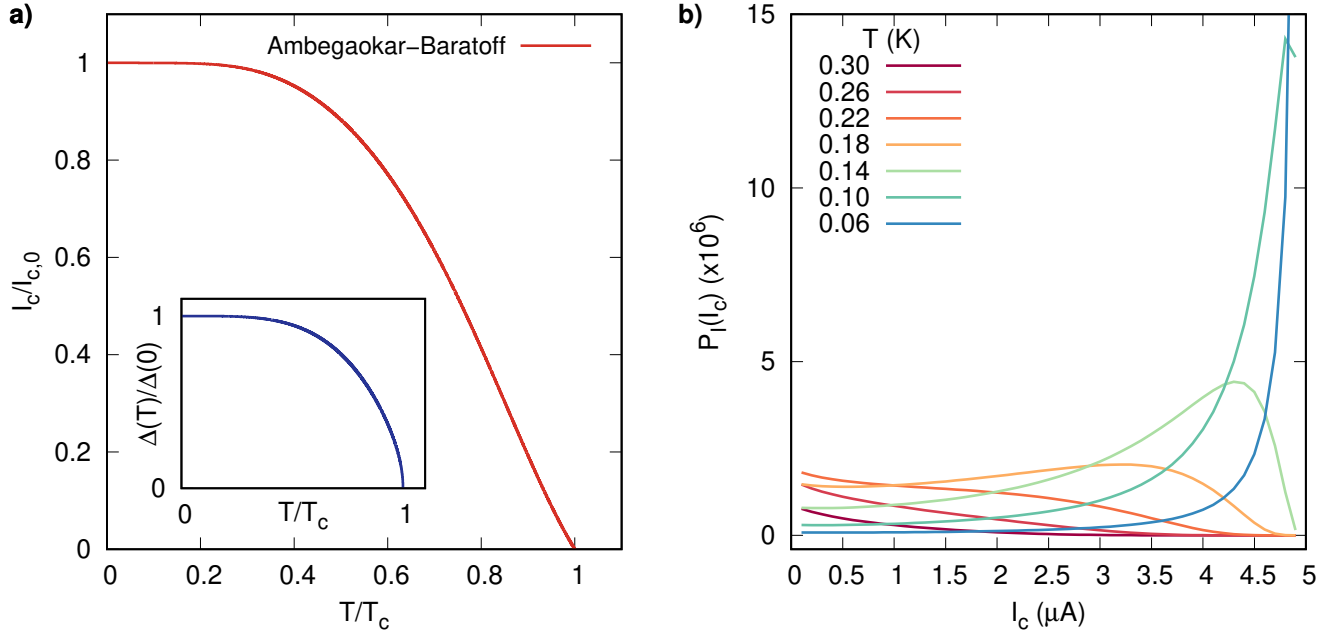 a)
Ambegaokar−Baratoff
I_c/I_{c,0}
1
0.8
0.6
0.4
0.2
0
0 0.2 0.4 0.6 0.8 1
T/T_c
Δ(T)/Δ(0)
1
0
0 1
T/T_c
b)
P_I(I_c) (x10^6)
15
10
5
0
T (K)
0.30
0.26
0.22
0.18
0.14
0.10
0.06
0 0.5 1 1.5 2 2.5 3 3.5 4 4.5 5
I_c (μA)